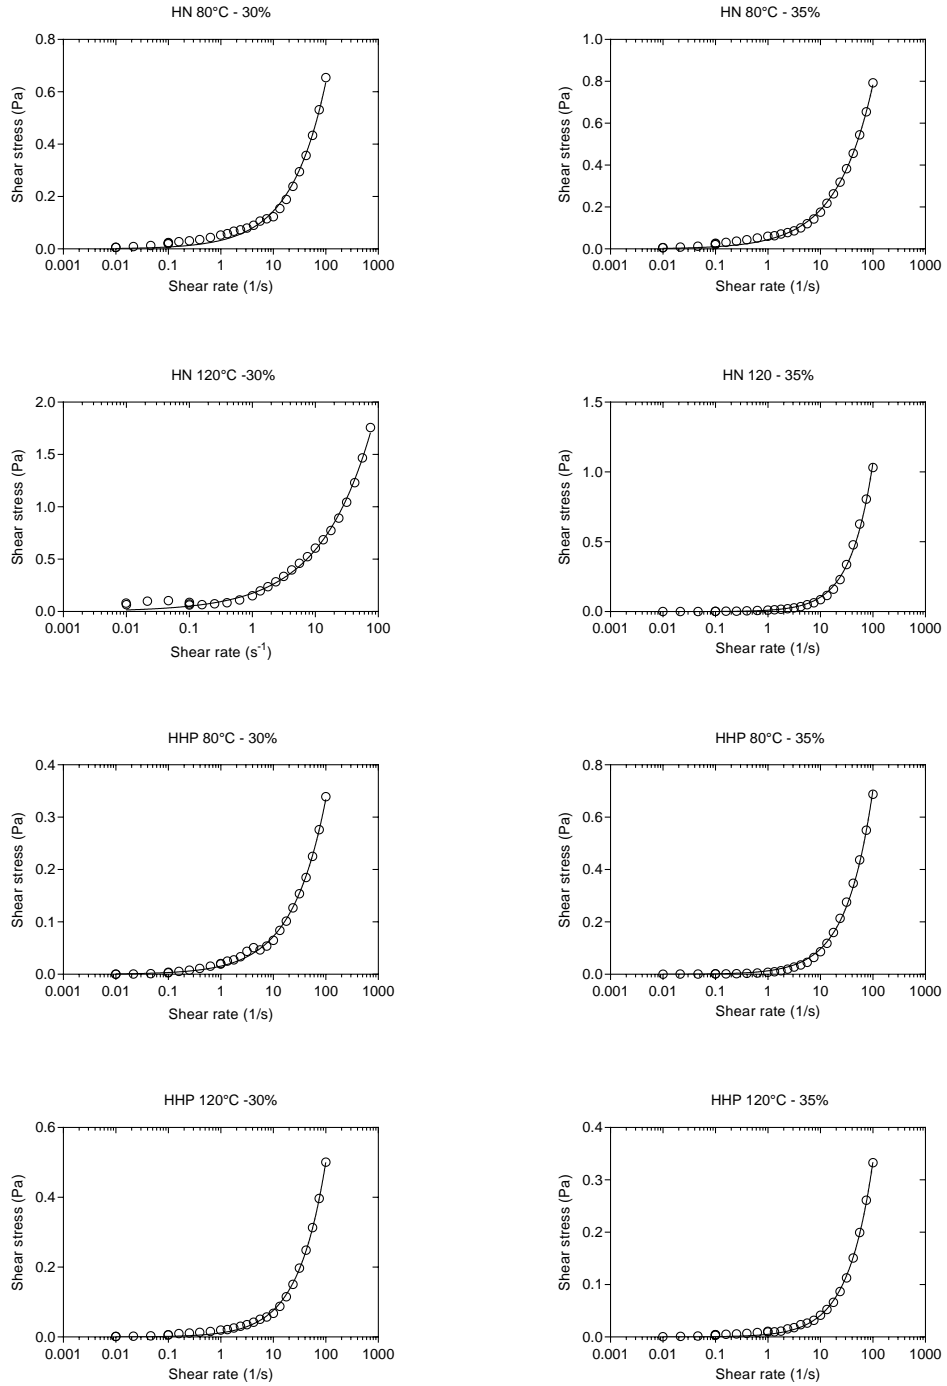 HN 80°C - 30%
0.8
0.6
0.4
0.2
0.0
Shear stress (Pa)
0.001 0.01 0.1 1 10 100 1000
Shear rate (1/s)
HN 80°C - 35%
1.0
0.8
0.6
0.4
0.2
0.0
Shear stress (Pa)
0.001 0.01 0.1 1 10 100 1000
Shear rate (1/s)
HN 120°C -30%
2.0
1.5
1.0
0.5
0.0
Shear stress (Pa)
0.001 0.01 0.1 1 10 100
Shear rate (s-1)
HN 120 - 35%
1.5
1.0
0.5
0.0
Shear stress (Pa)
0.001 0.01 0.1 1 10 100 1000
Shear rate (1/s)
HHP 80°C - 30%
0.4
0.3
0.2
0.1
0.0
Shear stress (Pa)
0.001 0.01 0.1 1 10 100 1000
Shear rate (1/s)
HHP 80°C - 35%
0.8
0.6
0.4
0.2
0.0
Shear stress (Pa)
0.001 0.01 0.1 1 10 100 1000
Shear rate (1/s)
HHP 120°C -30%
0.6
0.4
0.2
0.0
Shear stress (Pa)
0.001 0.01 0.1 1 10 100 1000
Shear rate (1/s)
HHP 120°C - 35%
0.4
0.3
0.2
0.1
0.0
Shear stress (Pa)
0.001 0.01 0.1 1 10 100 1000
Shear rate (1/s)